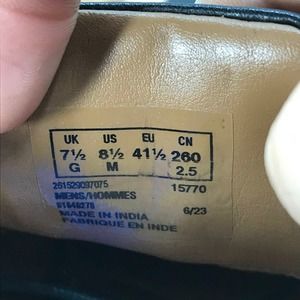 UK US EU CN
7½ 8½ 41½ 260
G M 2.5
261529097075 15770
MENS/HOMMES
MADE IN INDIA 6/23
FABRIQUE EN INDE